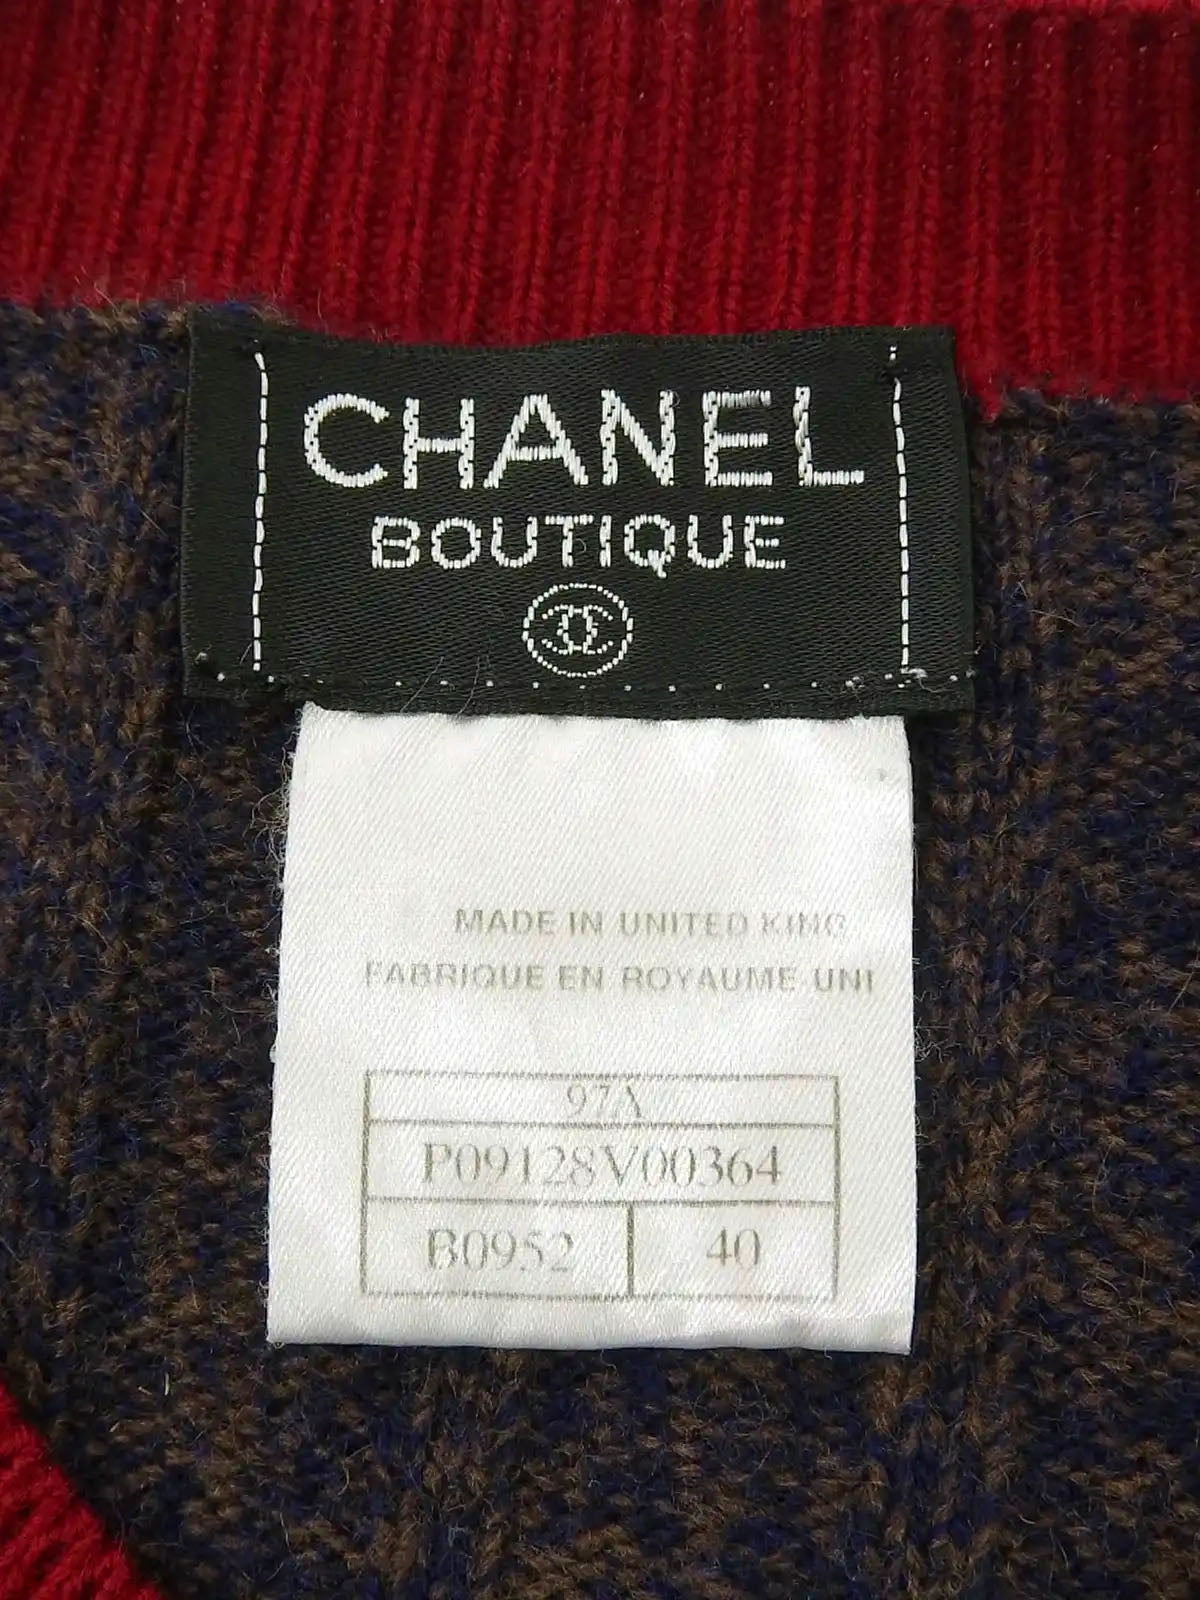 CHANEL
BOUTIQUE
MADE IN UNITED KING
FABRIQUE EN ROYAUME UNI
97A
P09128V00364
B0952 40